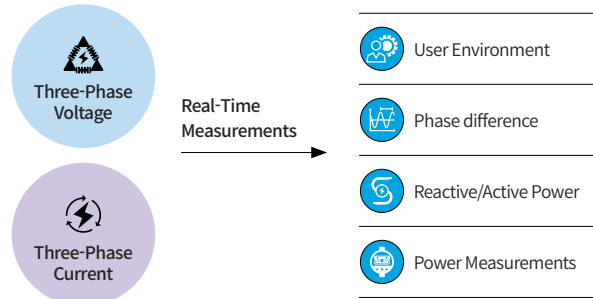 Three-Phase
Voltage
Three-Phase
Current
Real-Time
Measurements
User Environment
Phase difference
Reactive/Active Power
Power Measurements